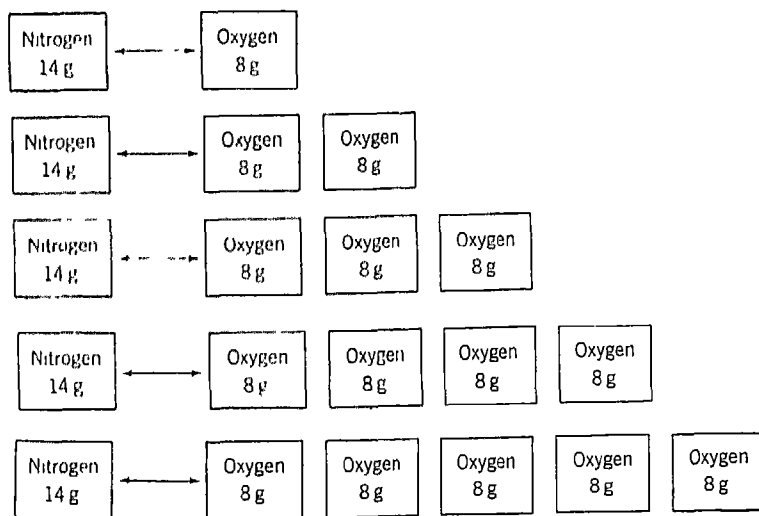 Nitrogen Oxygen
14 g 8 g
Nitrogen Oxygen Oxygen
14 g 8 g 8 g
Nitrogen Oxygen Oxygen Oxygen
14 g 8 g 8 g 8 g
Nitrogen Oxygen Oxygen Oxygen Oxygen
14 g 8 g 8 g 8 g 8 g
Nitrogen Oxygen Oxygen Oxygen Oxygen Oxygen
14 g 8 g 8 g 8 g 8 g 8 g